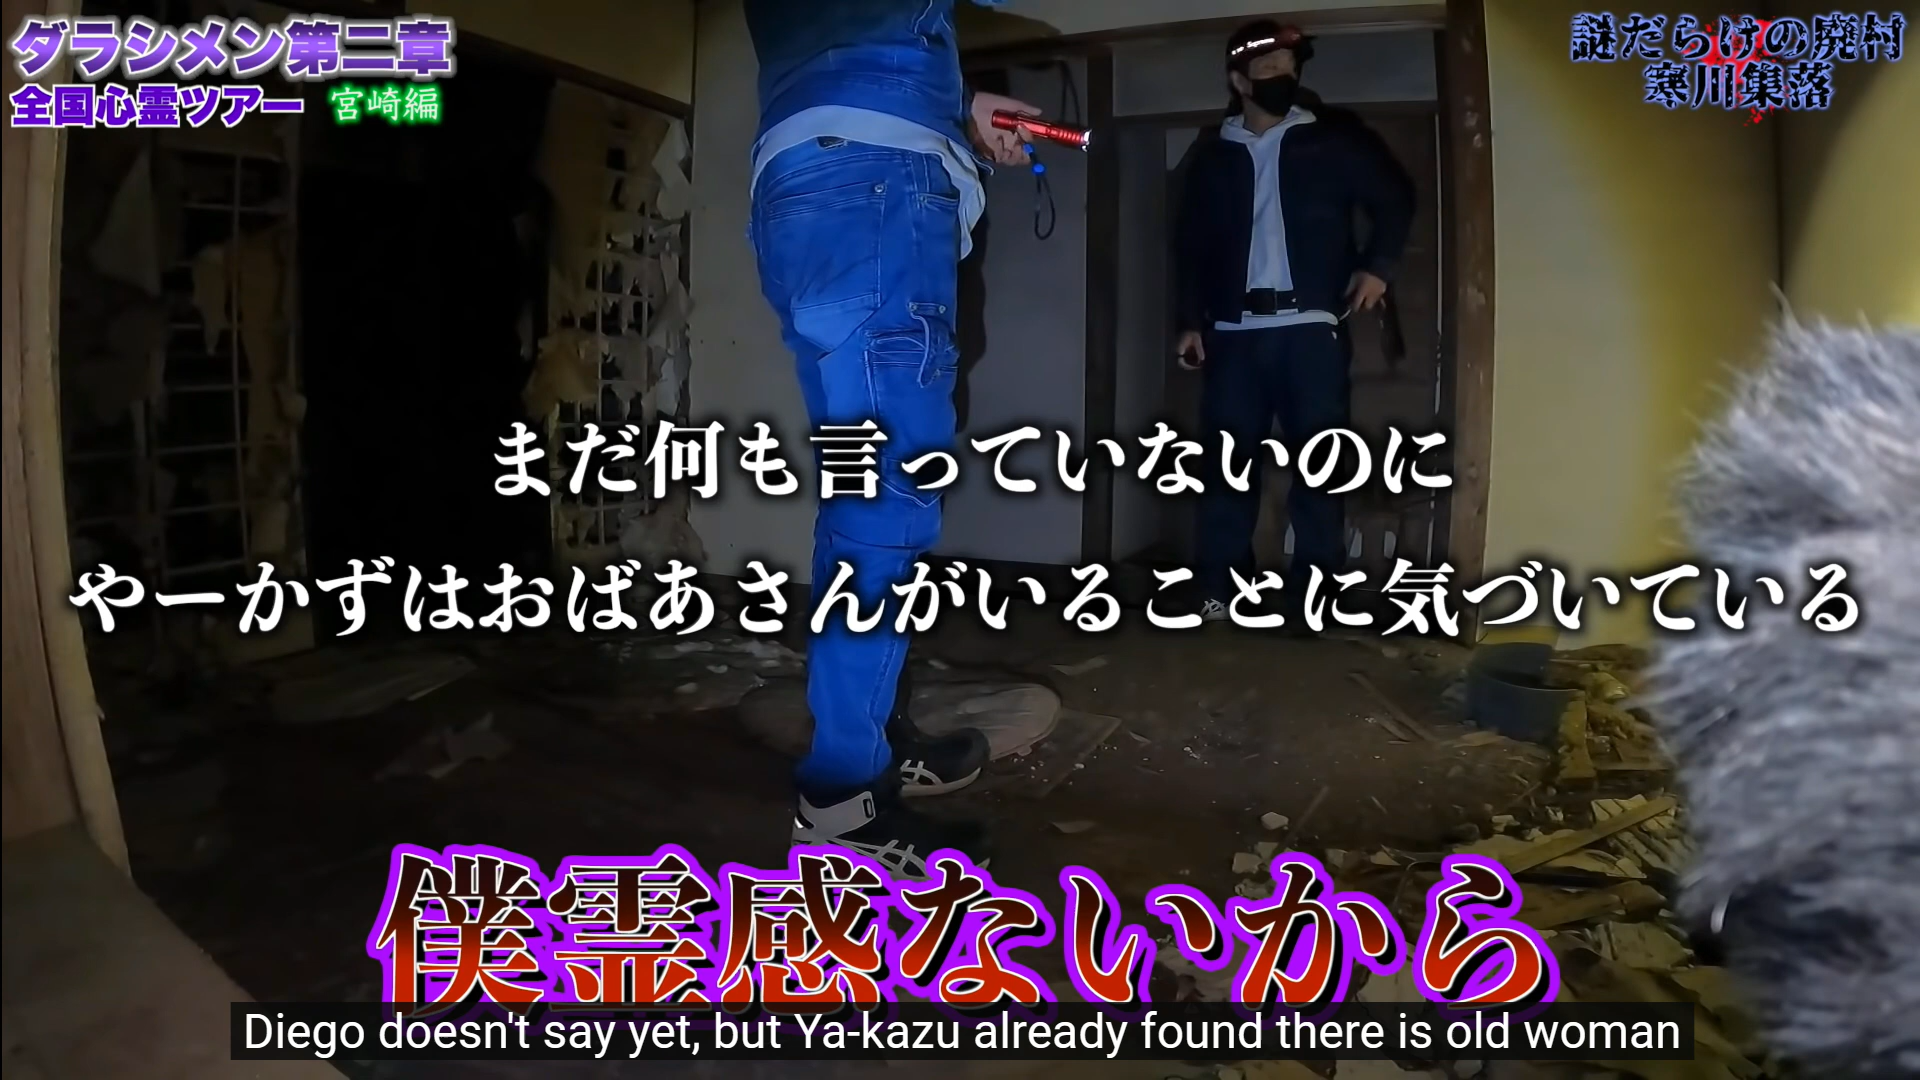 ダラシメン第二章
全国心霊ツアー 宮崎編
謎だらけの廃村
寒川集落
まだ何も言っていないのに
やーかずはおばあさんがいることに気づいている
僕霊感ないから
Diego doesn't say yet, but Ya-kazu already found there is old woman